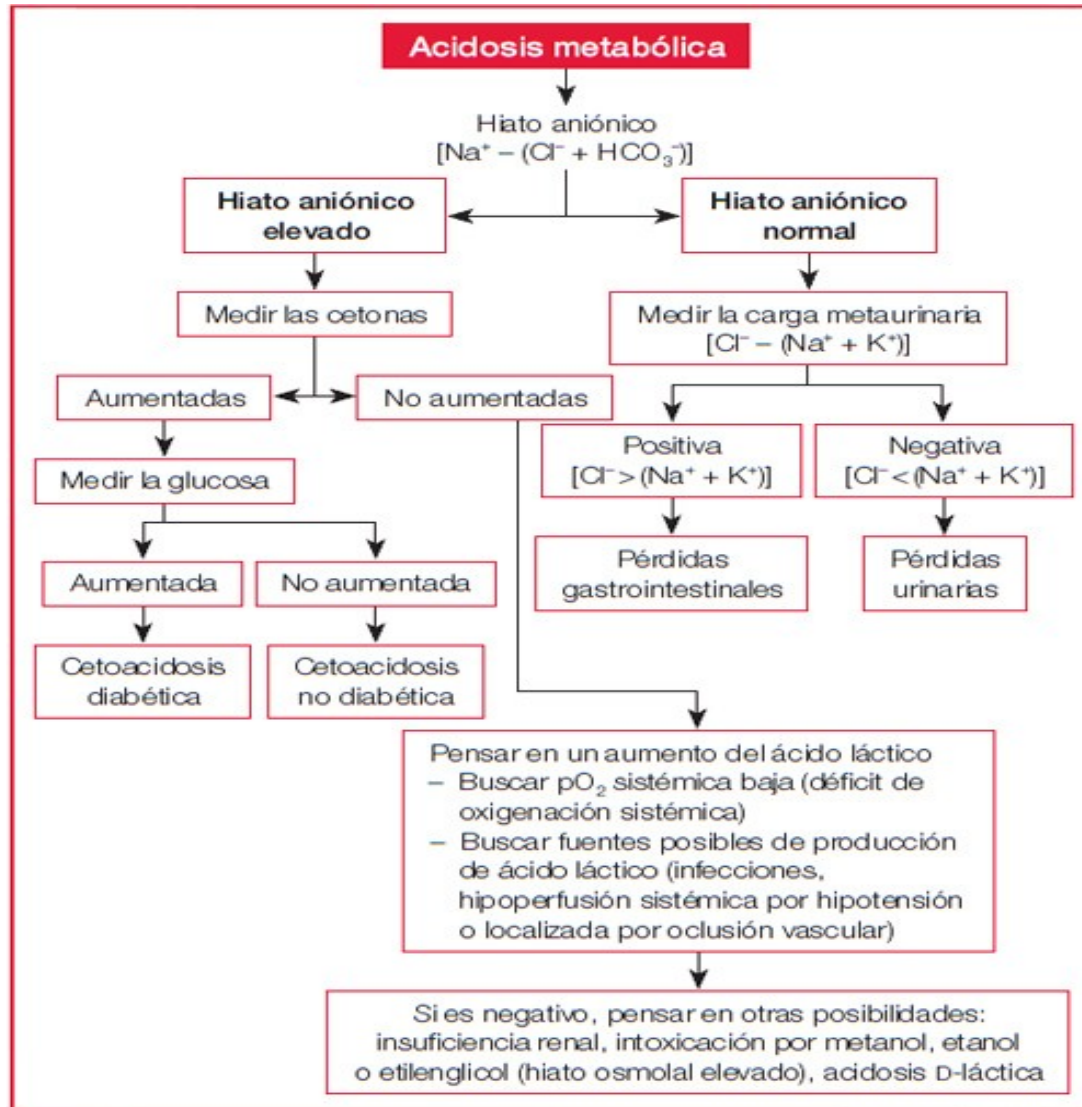 Acidosis metabólica
Hiato aniónico
[Na⁺ – (Cl⁻ + HCO₃⁻)]
Hiato aniónico
elevado
Hiato aniónico
normal
Medir las cetonas
Medir la carga metaurinaria
[Cl⁻ – (Na⁺ + K⁺)]
Aumentadas
No aumentadas
Positiva
[Cl⁻ > (Na⁺ + K⁺)]
Negativa
[Cl⁻ < (Na⁺ + K⁺)]
Medir la glucosa
Pérdidas
gastrointestinales
Pérdidas
urinarias
Aumentada
No aumentada
Cetoacidosis
diabética
Cetoacidosis
no diabética
Pensar en un aumento del ácido láctico
– Buscar pO₂ sistémica baja (déficit de
oxigenación sistémica)
– Buscar fuentes posibles de producción
de ácido láctico (infecciones,
hipoperfusión sistémica por hipotensión
o localizada por oclusión vascular)
Si es negativo, pensar en otras posibilidades:
insuficiencia renal, intoxicación por metanol, etanol
o etilenglicol (hiato osmolal elevado), acidosis D-láctica